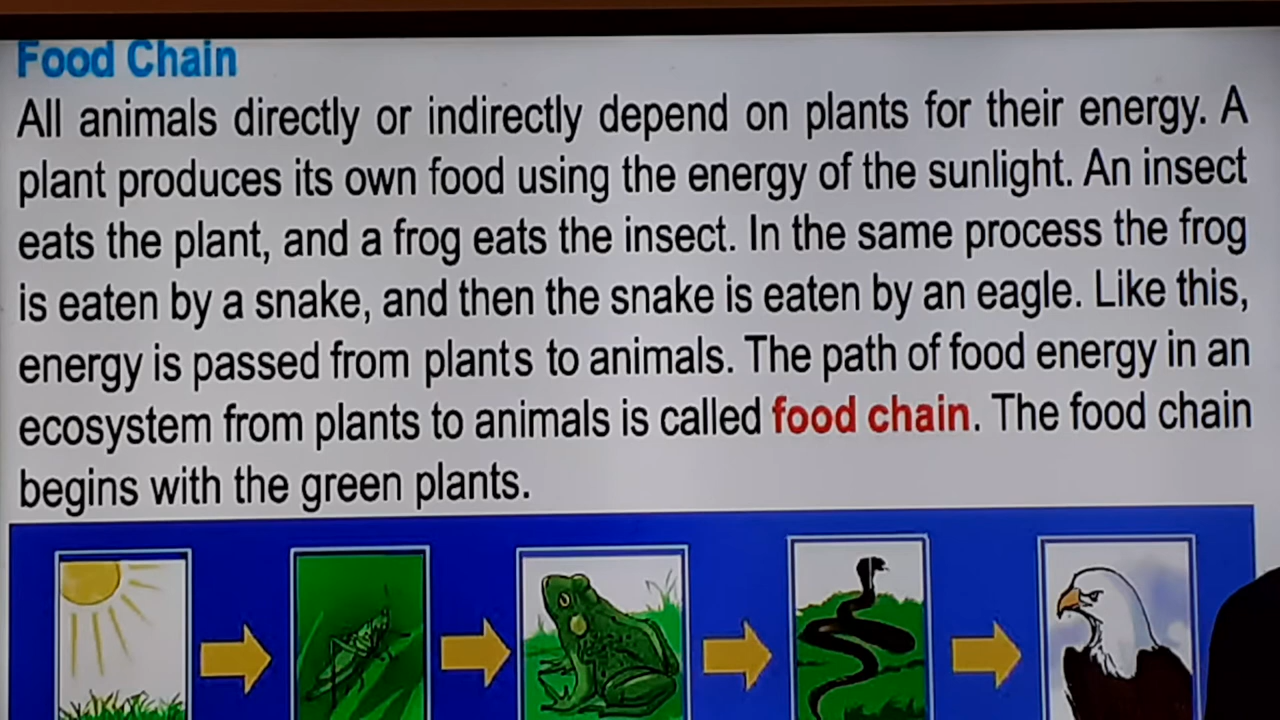 Food Chain
All animals directly or indirectly depend on plants for their energy. A
plant produces its own food using the energy of the sunlight. An insect
eats the plant, and a frog eats the insect. In the same process the frog
is eaten by a snake, and then the snake is eaten by an eagle. Like this,
energy is passed from plants to animals. The path of food energy in an
ecosystem from plants to animals is called food chain. The food chain
begins with the green plants.